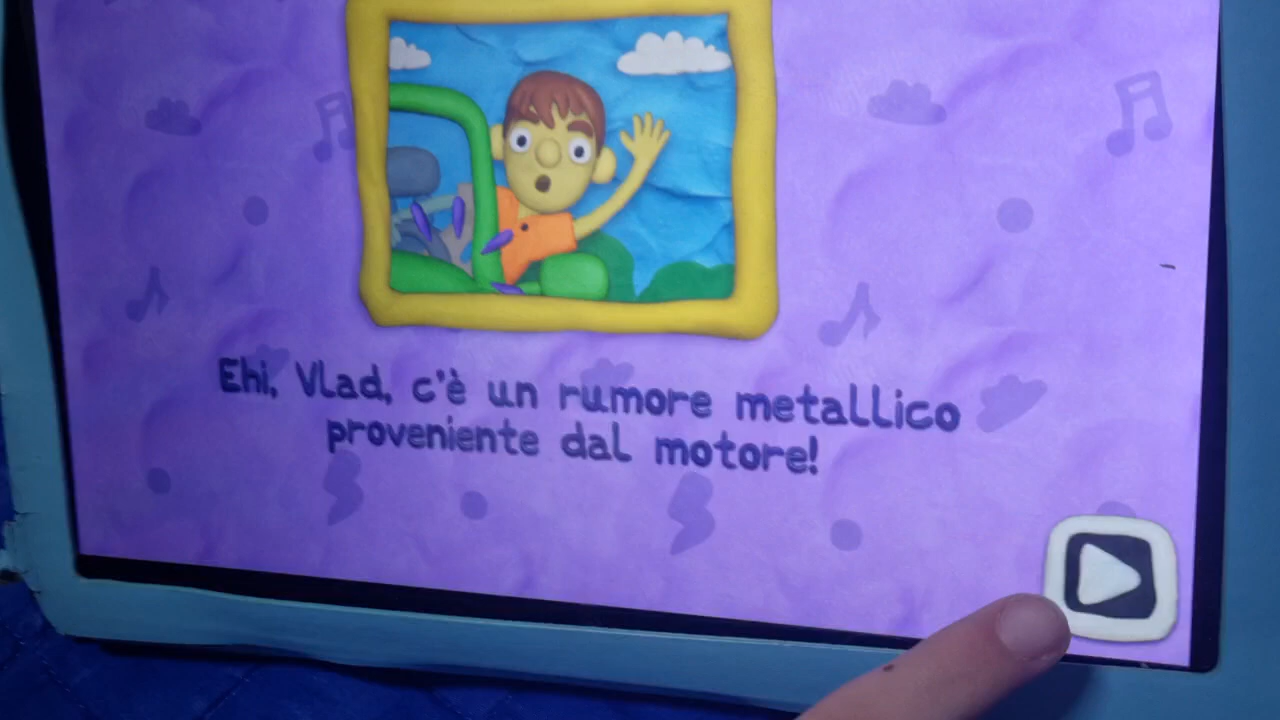 Ehi, Vlad, c'è un rumore metallico
proveniente dal motore!